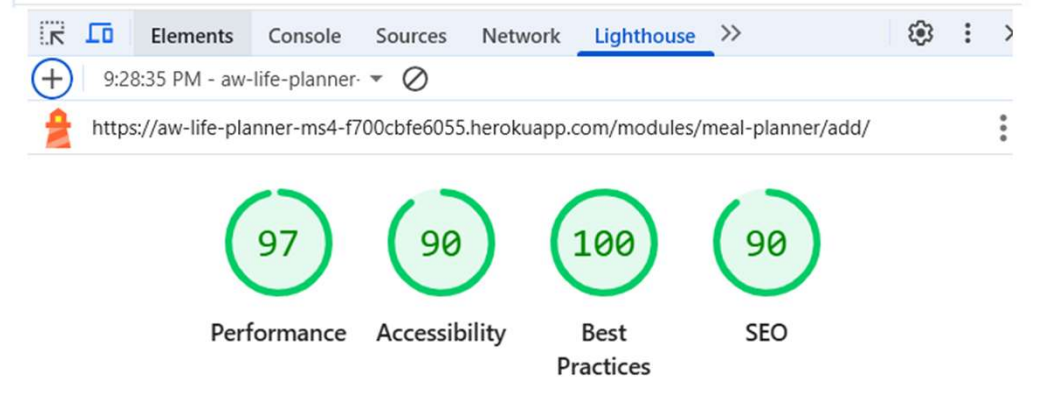 Elements Console Sources Network Lighthouse
9:28:35 PM - aw-life-planner-
https://aw-life-planner-ms4-f700cbfe6055.herokuapp.com/modules/meal-planner/add/
97 90 100 90
Performance Accessibility Best Practices SEO